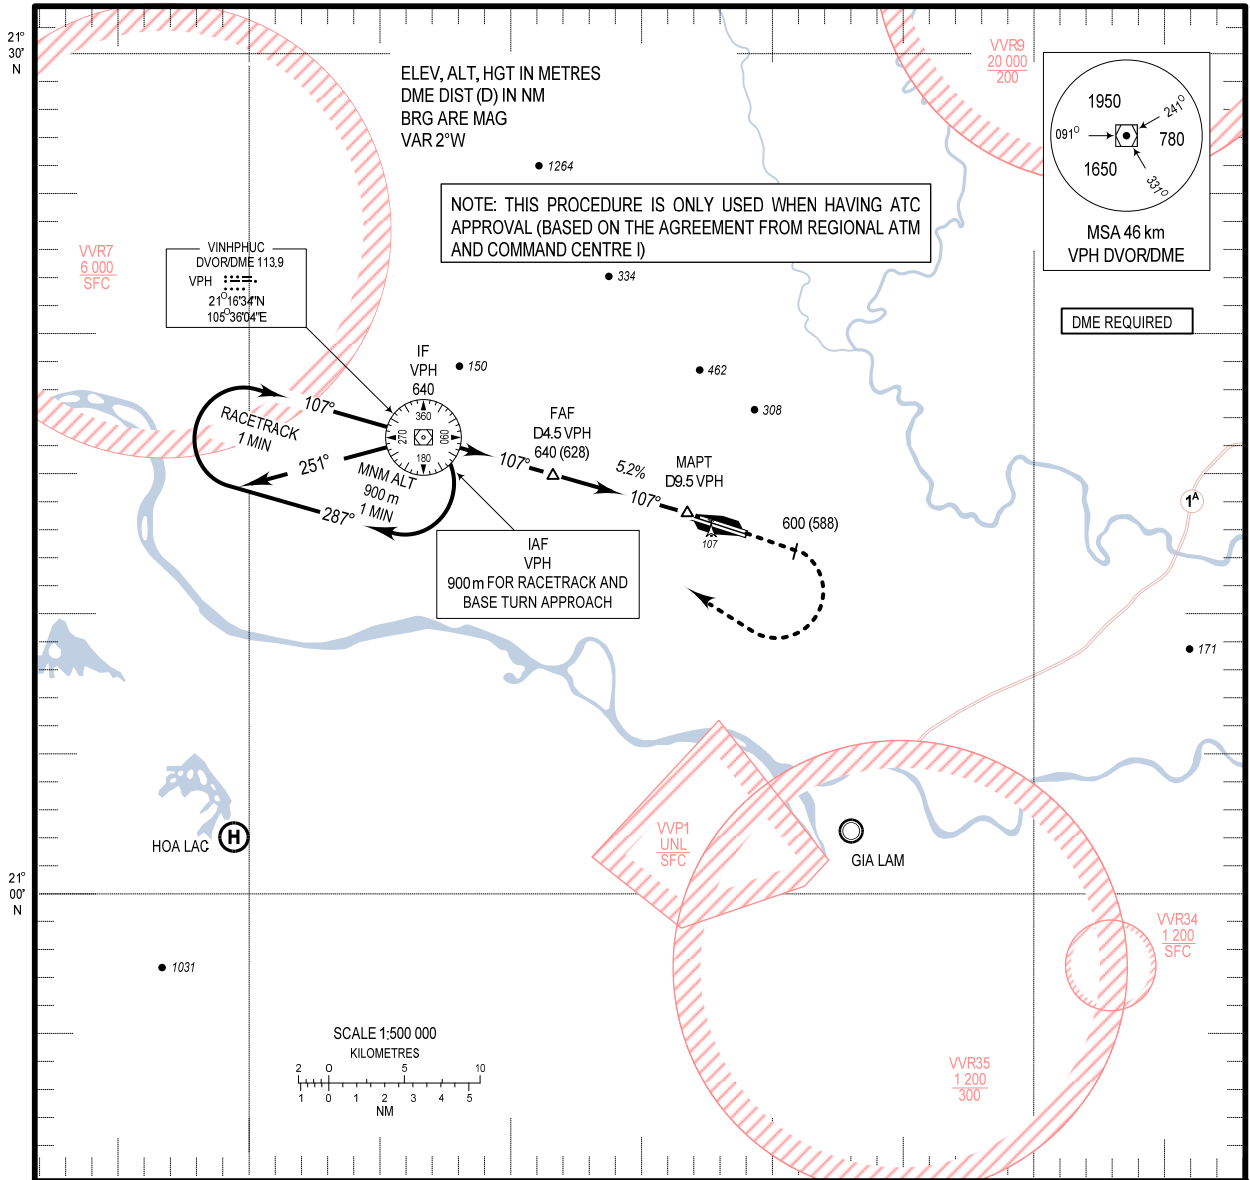 21°
30'
N
ELEV, ALT, HGT IN METRES
DME DIST (D) IN NM
BRG ARE MAG
VAR 2°W
VVR9
20 000
200
1950
241°
091°
780
1650
331°
MSA 46 km
VPH DVOR/DME
1264
NOTE: THIS PROCEDURE IS ONLY USED WHEN HAVING ATC
APPROVAL (BASED ON THE AGREEMENT FROM REGIONAL ATM
AND COMMAND CENTRE I)
VVR7
6 000
SFC
VINHPHUC
DVOR/DME 113.9
VPH
21°16'34"N
105°36'04"E
334
DME REQUIRED
IF
VPH
640
150
462
308
107°
RACETRACK
1 MIN
360
270
090
180
251°
MNM ALT
900 m
1 MIN
287°
FAF
D4.5 VPH
640 (628)
107°
5.2%
107°
MAPT
D9.5 VPH
107
600 (588)
1A
IAF
VPH
900 m FOR RACETRACK AND
BASE TURN APPROACH
171
HOA LAC
H
VVP1
UNL
SFC
GIA LAM
21°
00'
N
VVR34
1 200
SFC
1031
SCALE 1:500 000
KILOMETRES
2 0 5 10
1 0 1 2 3 4 5
NM
VVR35
1 200
300